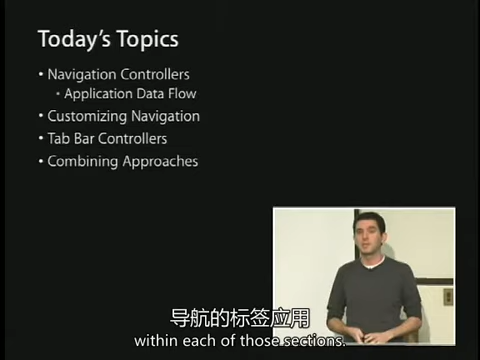 Today's Topics
• Navigation Controllers
• Application Data Flow
• Customizing Navigation
• Tab Bar Controllers
• Combining Approaches
导航的标签应用
within each of those sections.